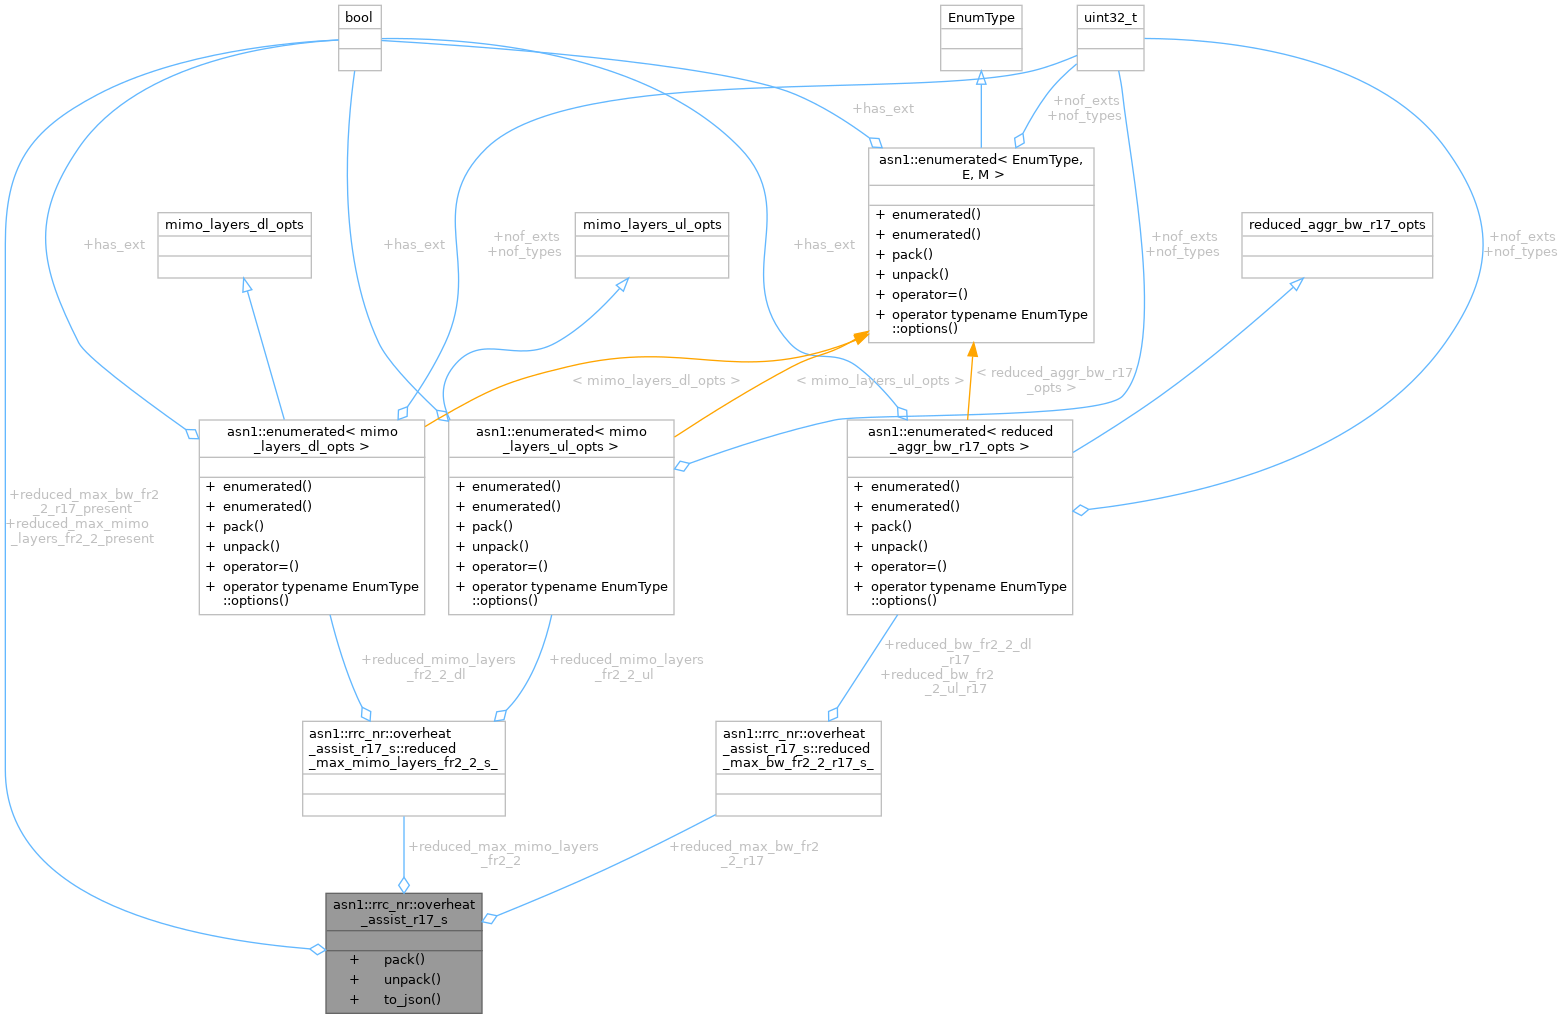 bool
EnumType
uint32_t
+has_ext
+nof_exts
+nof_types
asn1::enumerated< EnumType,
E, M >
+ enumerated()
+ enumerated()
+ pack()
+ unpack()
+ operator=()
+ operator typename EnumType
::options()
mimo_layers_dl_opts
mimo_layers_ul_opts
reduced_aggr_bw_r17_opts
+has_ext
+has_ext
+nof_exts
+nof_types
+has_ext
+nof_exts
+nof_types
+nof_exts
+nof_types
< mimo_layers_dl_opts >
< mimo_layers_ul_opts >
< reduced_aggr_bw_r17
_opts >
asn1::enumerated< mimo
_layers_dl_opts >
+ enumerated()
+ enumerated()
+ pack()
+ unpack()
+ operator=()
+ operator typename EnumType
::options()
asn1::enumerated< mimo
_layers_ul_opts >
+ enumerated()
+ enumerated()
+ pack()
+ unpack()
+ operator=()
+ operator typename EnumType
::options()
asn1::enumerated< reduced
_aggr_bw_r17_opts >
+ enumerated()
+ enumerated()
+ pack()
+ unpack()
+ operator=()
+ operator typename EnumType
::options()
+reduced_max_bw_fr2
_2_r17_present
+reduced_max_mimo
_layers_fr2_2_present
+reduced_mimo_layers
_fr2_2_dl
+reduced_mimo_layers
_fr2_2_ul
+reduced_bw_fr2_2_dl
_r17
+reduced_bw_fr2
_2_ul_r17
asn1::rrc_nr::overheat
_assist_r17_s::reduced
_max_mimo_layers_fr2_2_s_
asn1::rrc_nr::overheat
_assist_r17_s::reduced
_max_bw_fr2_2_r17_s_
+reduced_max_mimo_layers
_fr2_2
+reduced_max_bw_fr2
_2_r17
asn1::rrc_nr::overheat
_assist_r17_s
+ pack()
+ unpack()
+ to_json()